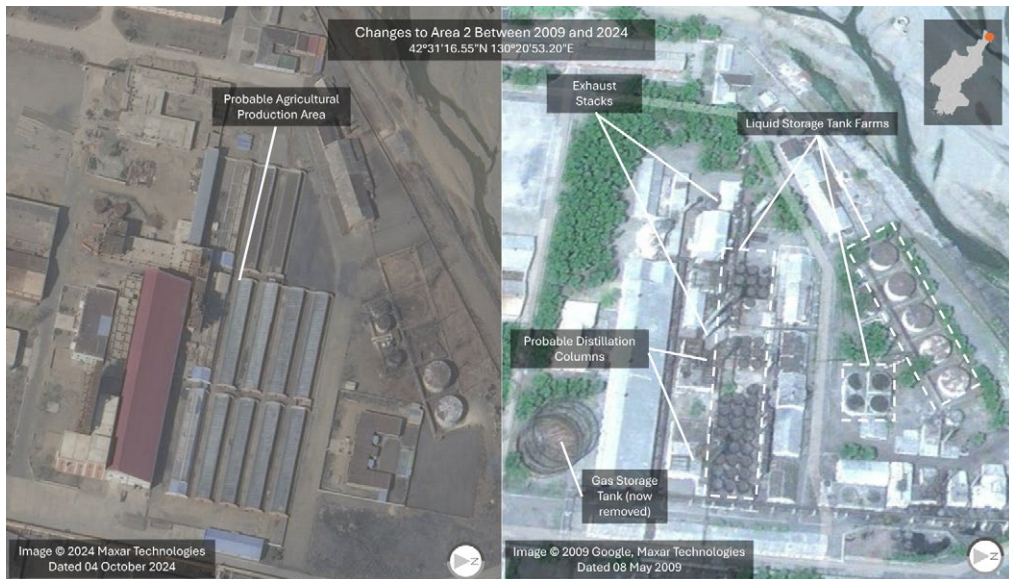 Changes to Area 2 Between 2009 and 2024
42°31'16.55"N 130°20'53.20"E
Probable Agricultural
Production Area
Exhaust
Stacks
Liquid Storage Tank Farms
Probable Distillation
Columns
Gas Storage
Tank (now
removed)
Image © 2024 Maxar Technologies
Dated 04 October 2024
N
Image © 2009 Google, Maxar Technologies
Dated 08 May 2009
N